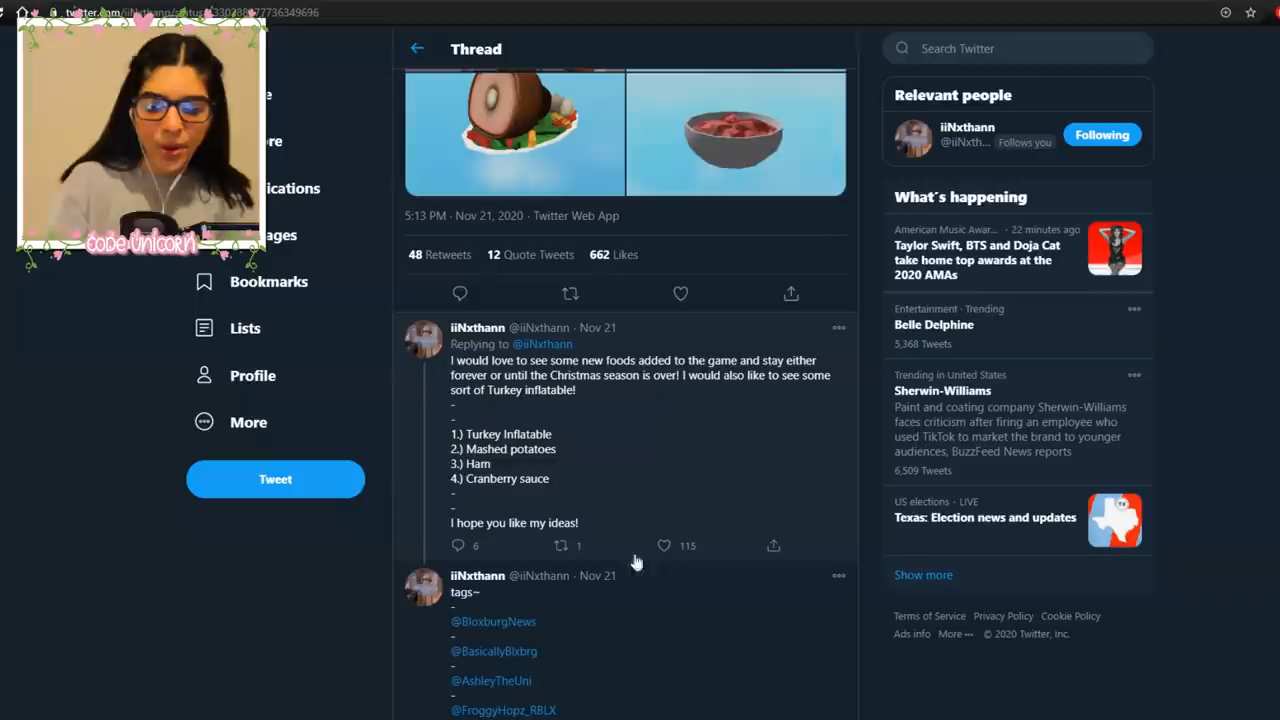 twitter.com/iiNxthann/status/
36349696
Thread
Search Twitter
Relevant people
iiNxthann
@iiNxth... Follows you
Following
What's happening
American Music Awar... · 22 minutes ago
Taylor Swift, BTS and Doja Cat
take home top awards at the
2020 AMAs
Entertainment · Trending
Belle Delphine
5,368 Tweets
Trending in United States
Sherwin-Williams
Paint and coating company Sherwin-Williams
faces criticism after firing an employee who
used TikTok to market the brand to younger
audiences, BuzzFeed News reports
6,509 Tweets
US elections · LIVE
Texas: Election news and updates
Show more
Terms of Service Privacy Policy Cookie Policy
Ads info More ··· © 2020 Twitter, Inc.
CODE UNICORN
Bookmarks
Lists
Profile
More
Tweet
5:13 PM · Nov 21, 2020 · Twitter Web App
48 Retweets 12 Quote Tweets 662 Likes
iiNxthann @iiNxthann · Nov 21
Replying to @iiNxthann
I would love to see some new foods added to the game and stay either
forever or until the Christmas season is over! I would also like to see some
sort of Turkey inflatable!
-
-
1.) Turkey Inflatable
2.) Mashed potatoes
3.) Ham
4.) Cranberry sauce
-
-
I hope you like my ideas!
6 1 115
iiNxthann @iiNxthann · Nov 21
tags~
-
@BloxburgNews
-
@BasicallyBlxbrg
-
@AshleyTheUni
-
@FroggyHopz_RBLX